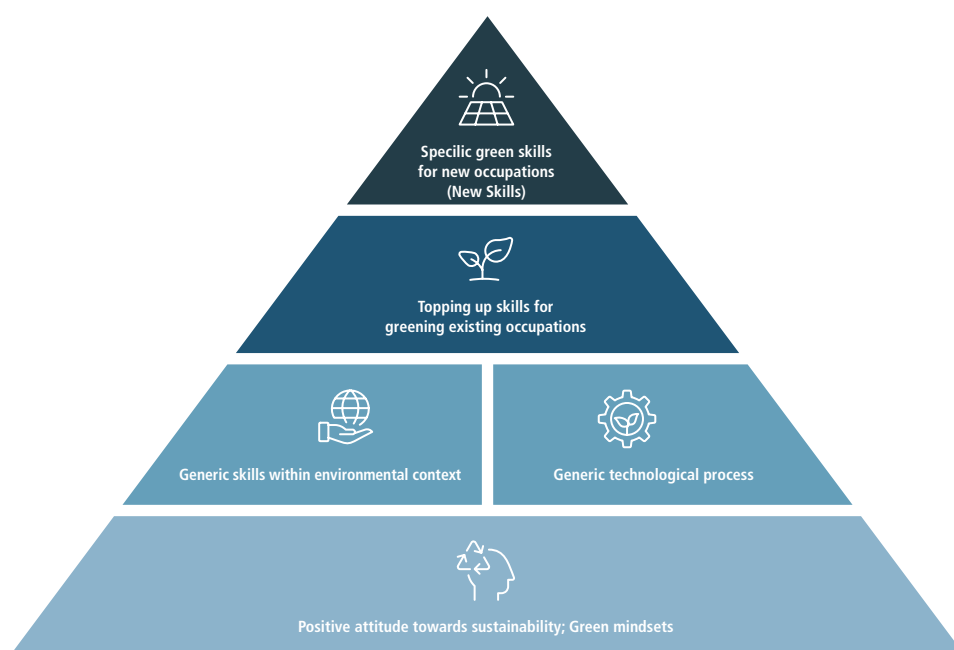 Specilic green skills
for new occupations
(New Skills)
Topping up skills for
greening existing occupations
Generic skills within environmental context
Generic technological process
Positive attitude towards sustainability; Green mindsets